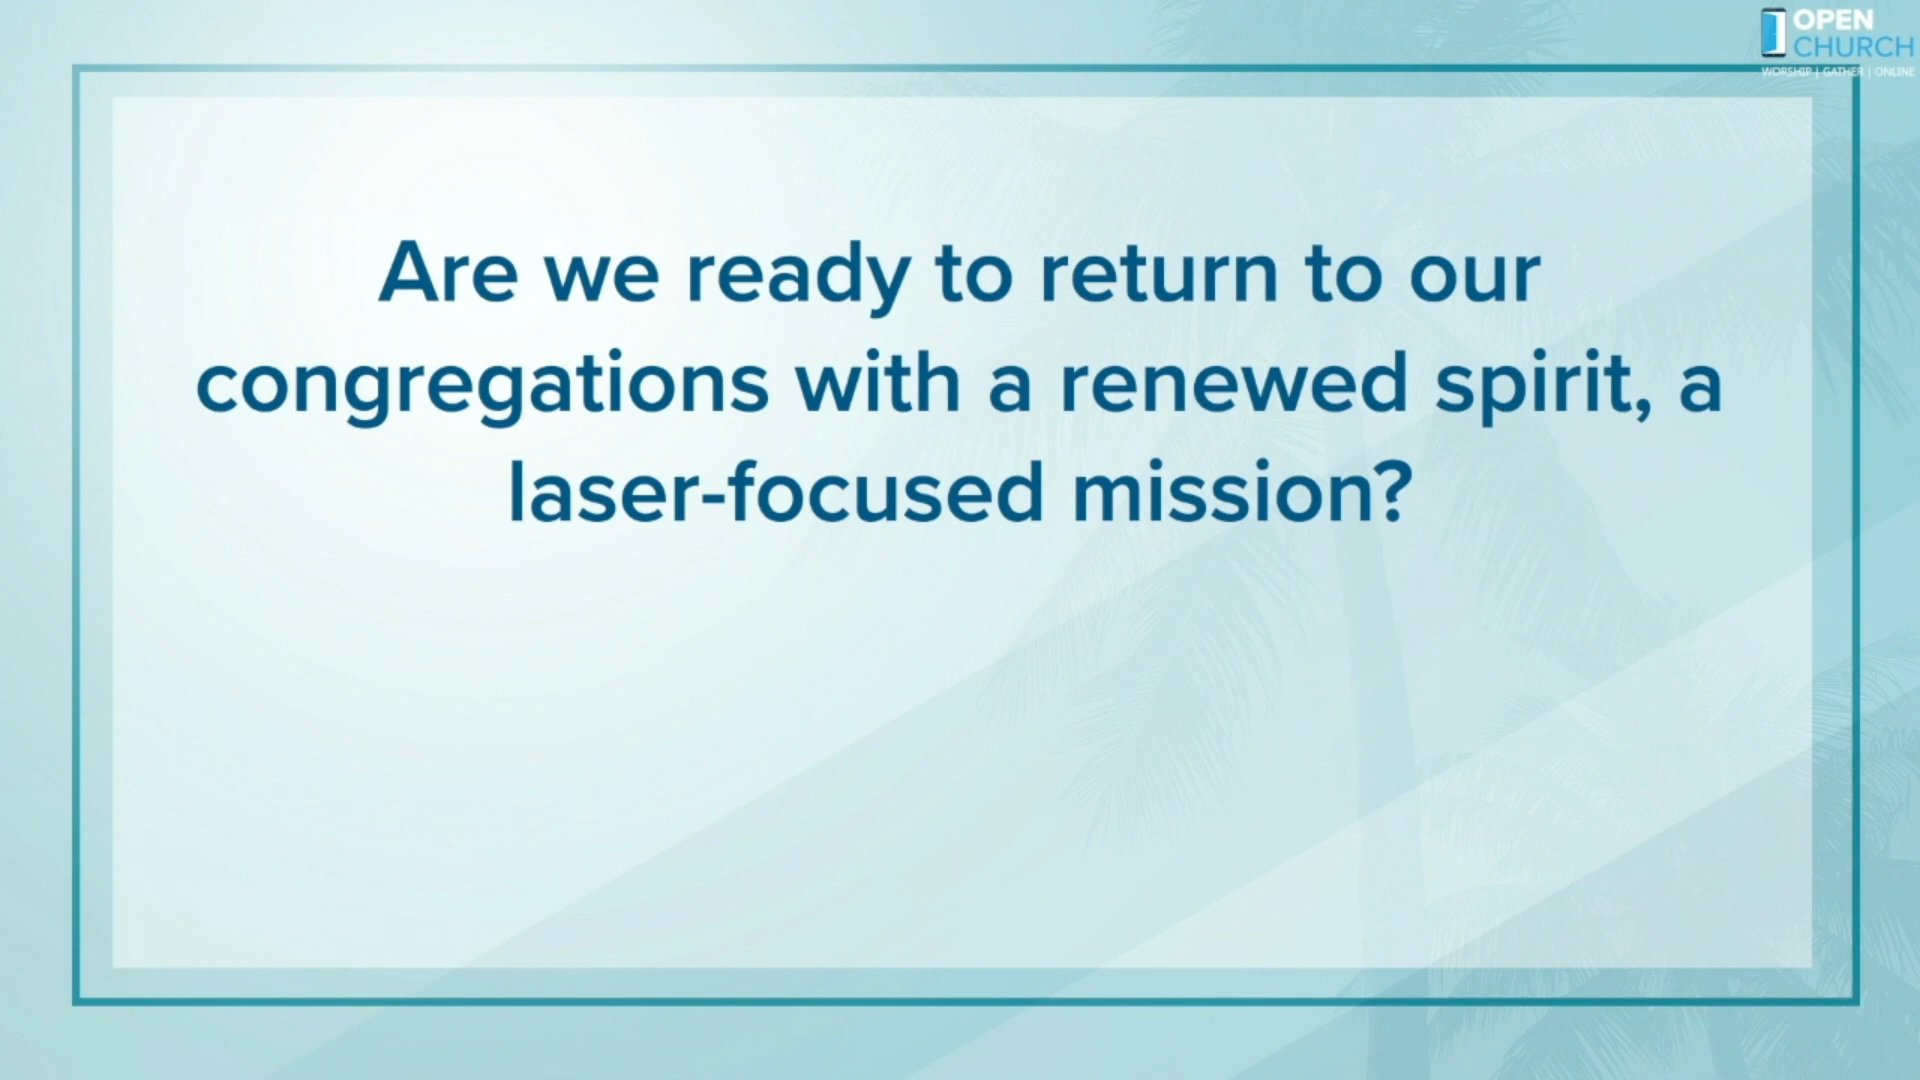 OPEN
CHURCH
WORSHIP | GATHER | ONLINE
Are we ready to return to our
congregations with a renewed spirit, a
laser-focused mission?